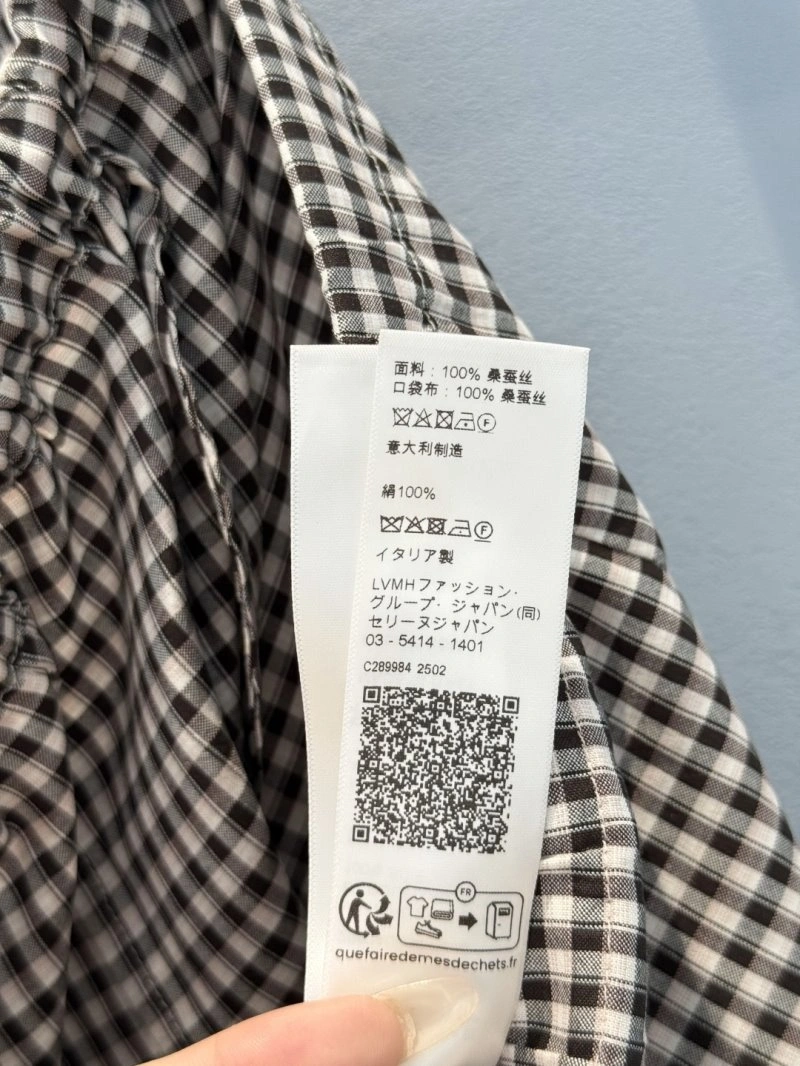 面料 : 100% 桑蚕丝
口袋布 : 100% 桑蚕丝
F
意大利制造
絹100%
F
イタリア製
LVMHファッション·
グループ· ジャパン(同)
セリーヌジャパン
03 - 5414 - 1401
C289984 2502
FR
quefairedemesdechets.fr